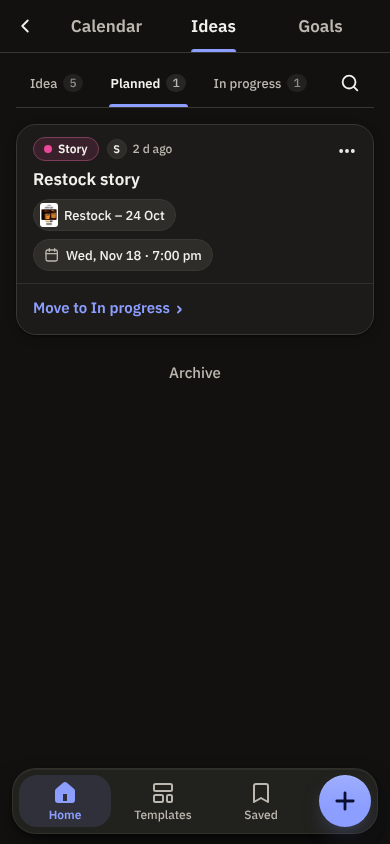 Calendar Ideas Goals
Idea 5 Planned 1 In progress 1
Story S 2 d ago
Restock story
Restock – 24 Oct
Wed, Nov 18 · 7:00 pm
Move to In progress
Archive
Home Templates Saved